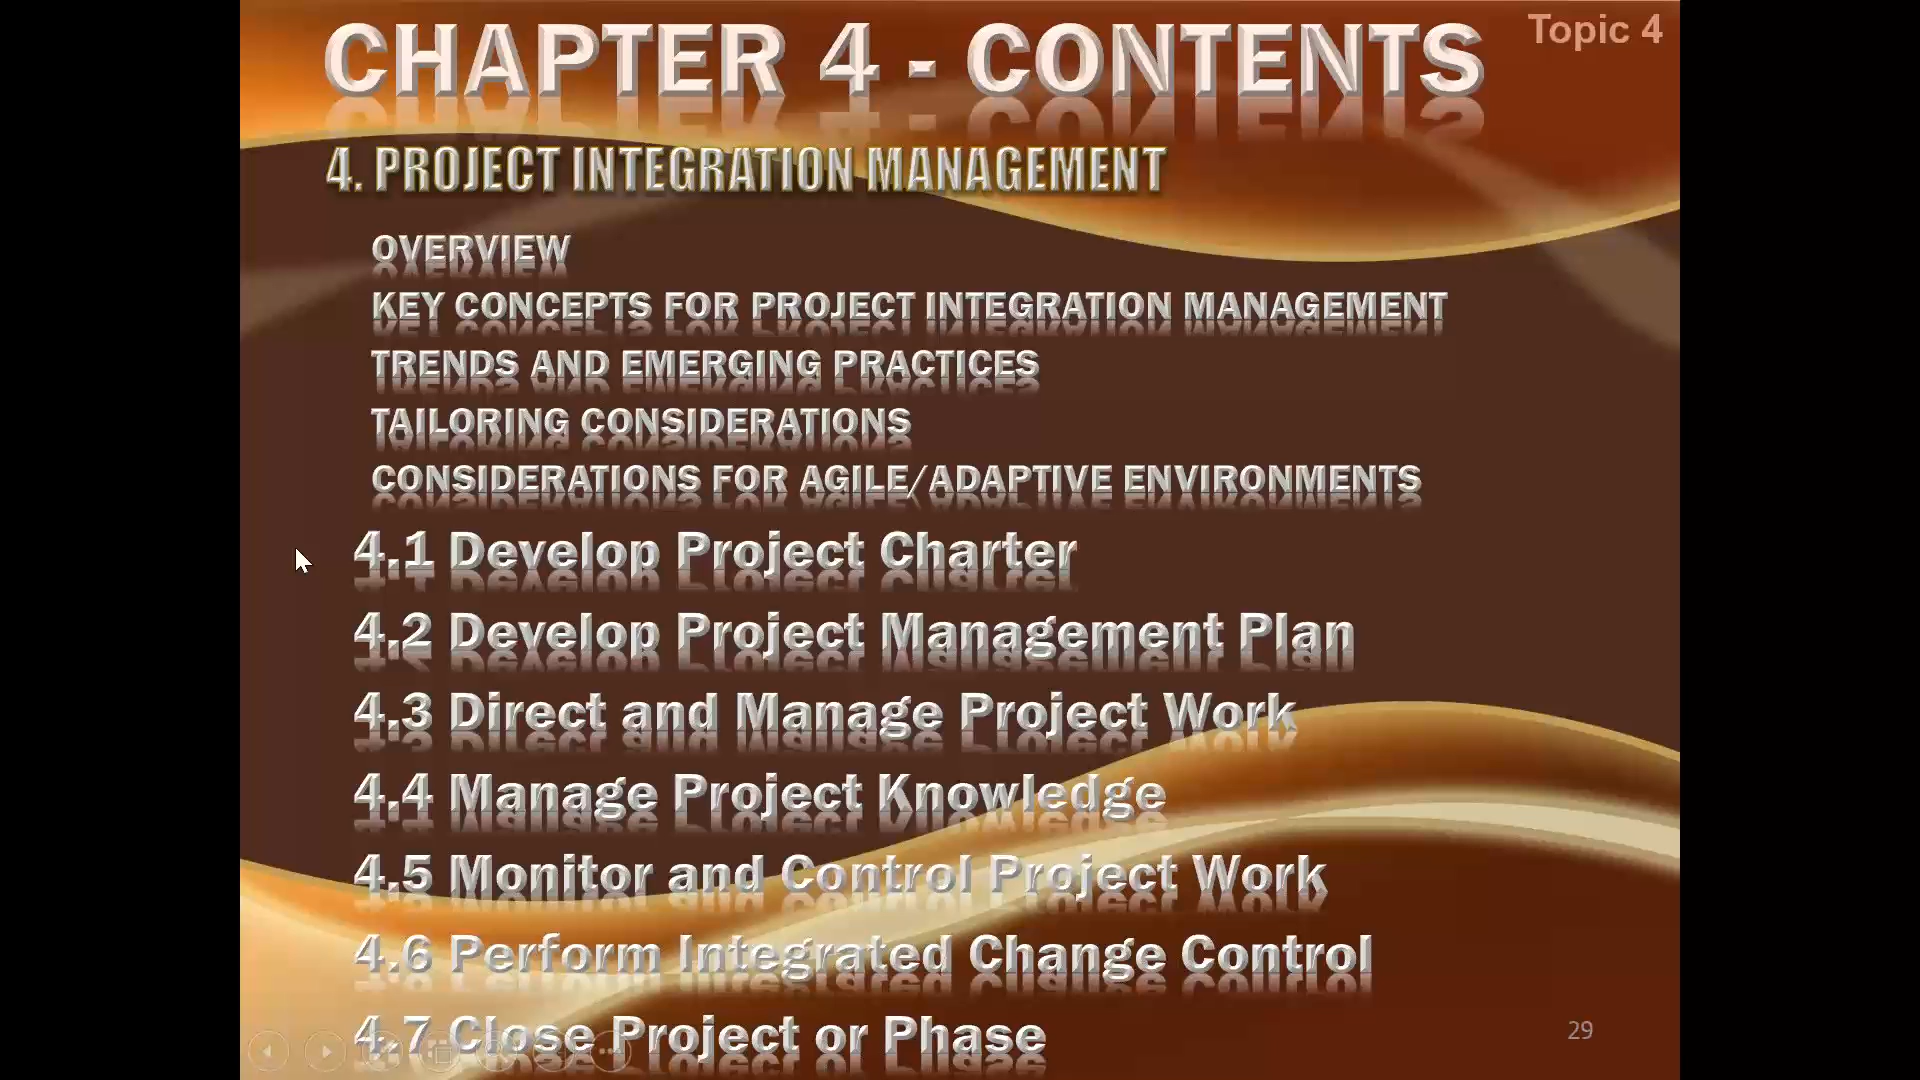 CHAPTER 4 - CONTENTS
Topic 4
4. PROJECT INTEGRATION MANAGEMENT
OVERVIEW
KEY CONCEPTS FOR PROJECT INTEGRATION MANAGEMENT
TRENDS AND EMERGING PRACTICES
TAILORING CONSIDERATIONS
CONSIDERATIONS FOR AGILE/ADAPTIVE ENVIRONMENTS
4.1 Develop Project Charter
4.2 Develop Project Management Plan
4.3 Direct and Manage Project Work
4.4 Manage Project Knowledge
4.5 Monitor and Control Project Work
4.6 Perform Integrated Change Control
4.7 Close Project or Phase
29